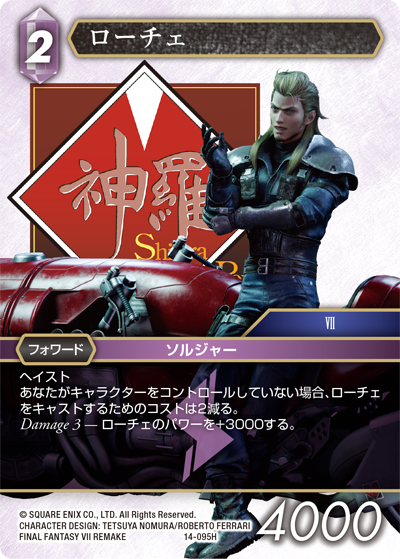 2
ローチェ
神羅
Shinra
VII
フォワード
ソルジャー
ヘイスト
あなたがキャラクターをコントロールしていない場合、ローチェ
をキャストするためのコストは2減る。
Damage 3 — ローチェのパワーを+3000する。
© SQUARE ENIX CO., LTD. All Rights Reserved.
CHARACTER DESIGN: TETSUYA NOMURA/ROBERTO FERRARI
FINAL FANTASY VII REMAKE
14-095H
4000